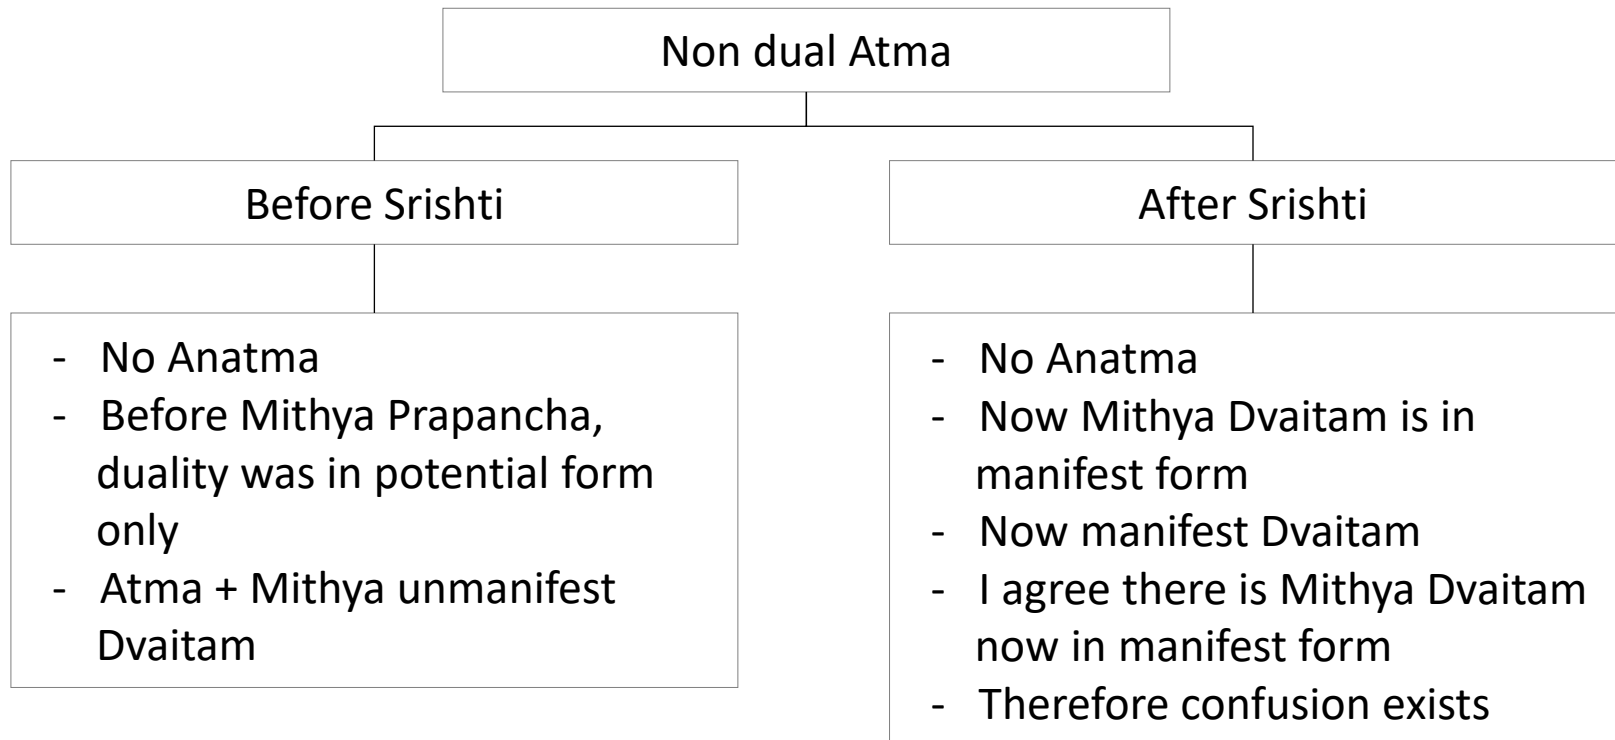 Non dual Atma
Before Srishti
After Srishti
- No Anatma
- Before Mithya Prapancha,
duality was in potential form
only
- Atma + Mithya unmanifest
Dvaitam
- No Anatma
- Now Mithya Dvaitam is in
manifest form
- Now manifest Dvaitam
- I agree there is Mithya Dvaitam
now in manifest form
- Therefore confusion exists